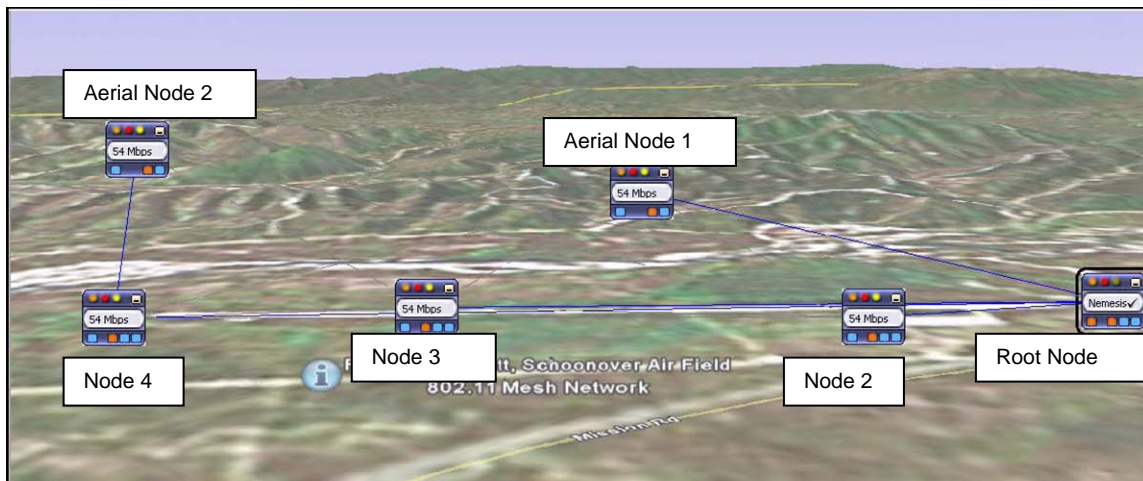 Aerial Node 2
54 Mbps
Aerial Node 1
54 Mbps
54 Mbps
Node 4
54 Mbps
Node 3
54 Mbps
Node 2
Nemesis✓
Root Node
Schoonover Air Field
802.11 Mesh Network
Mission Rd